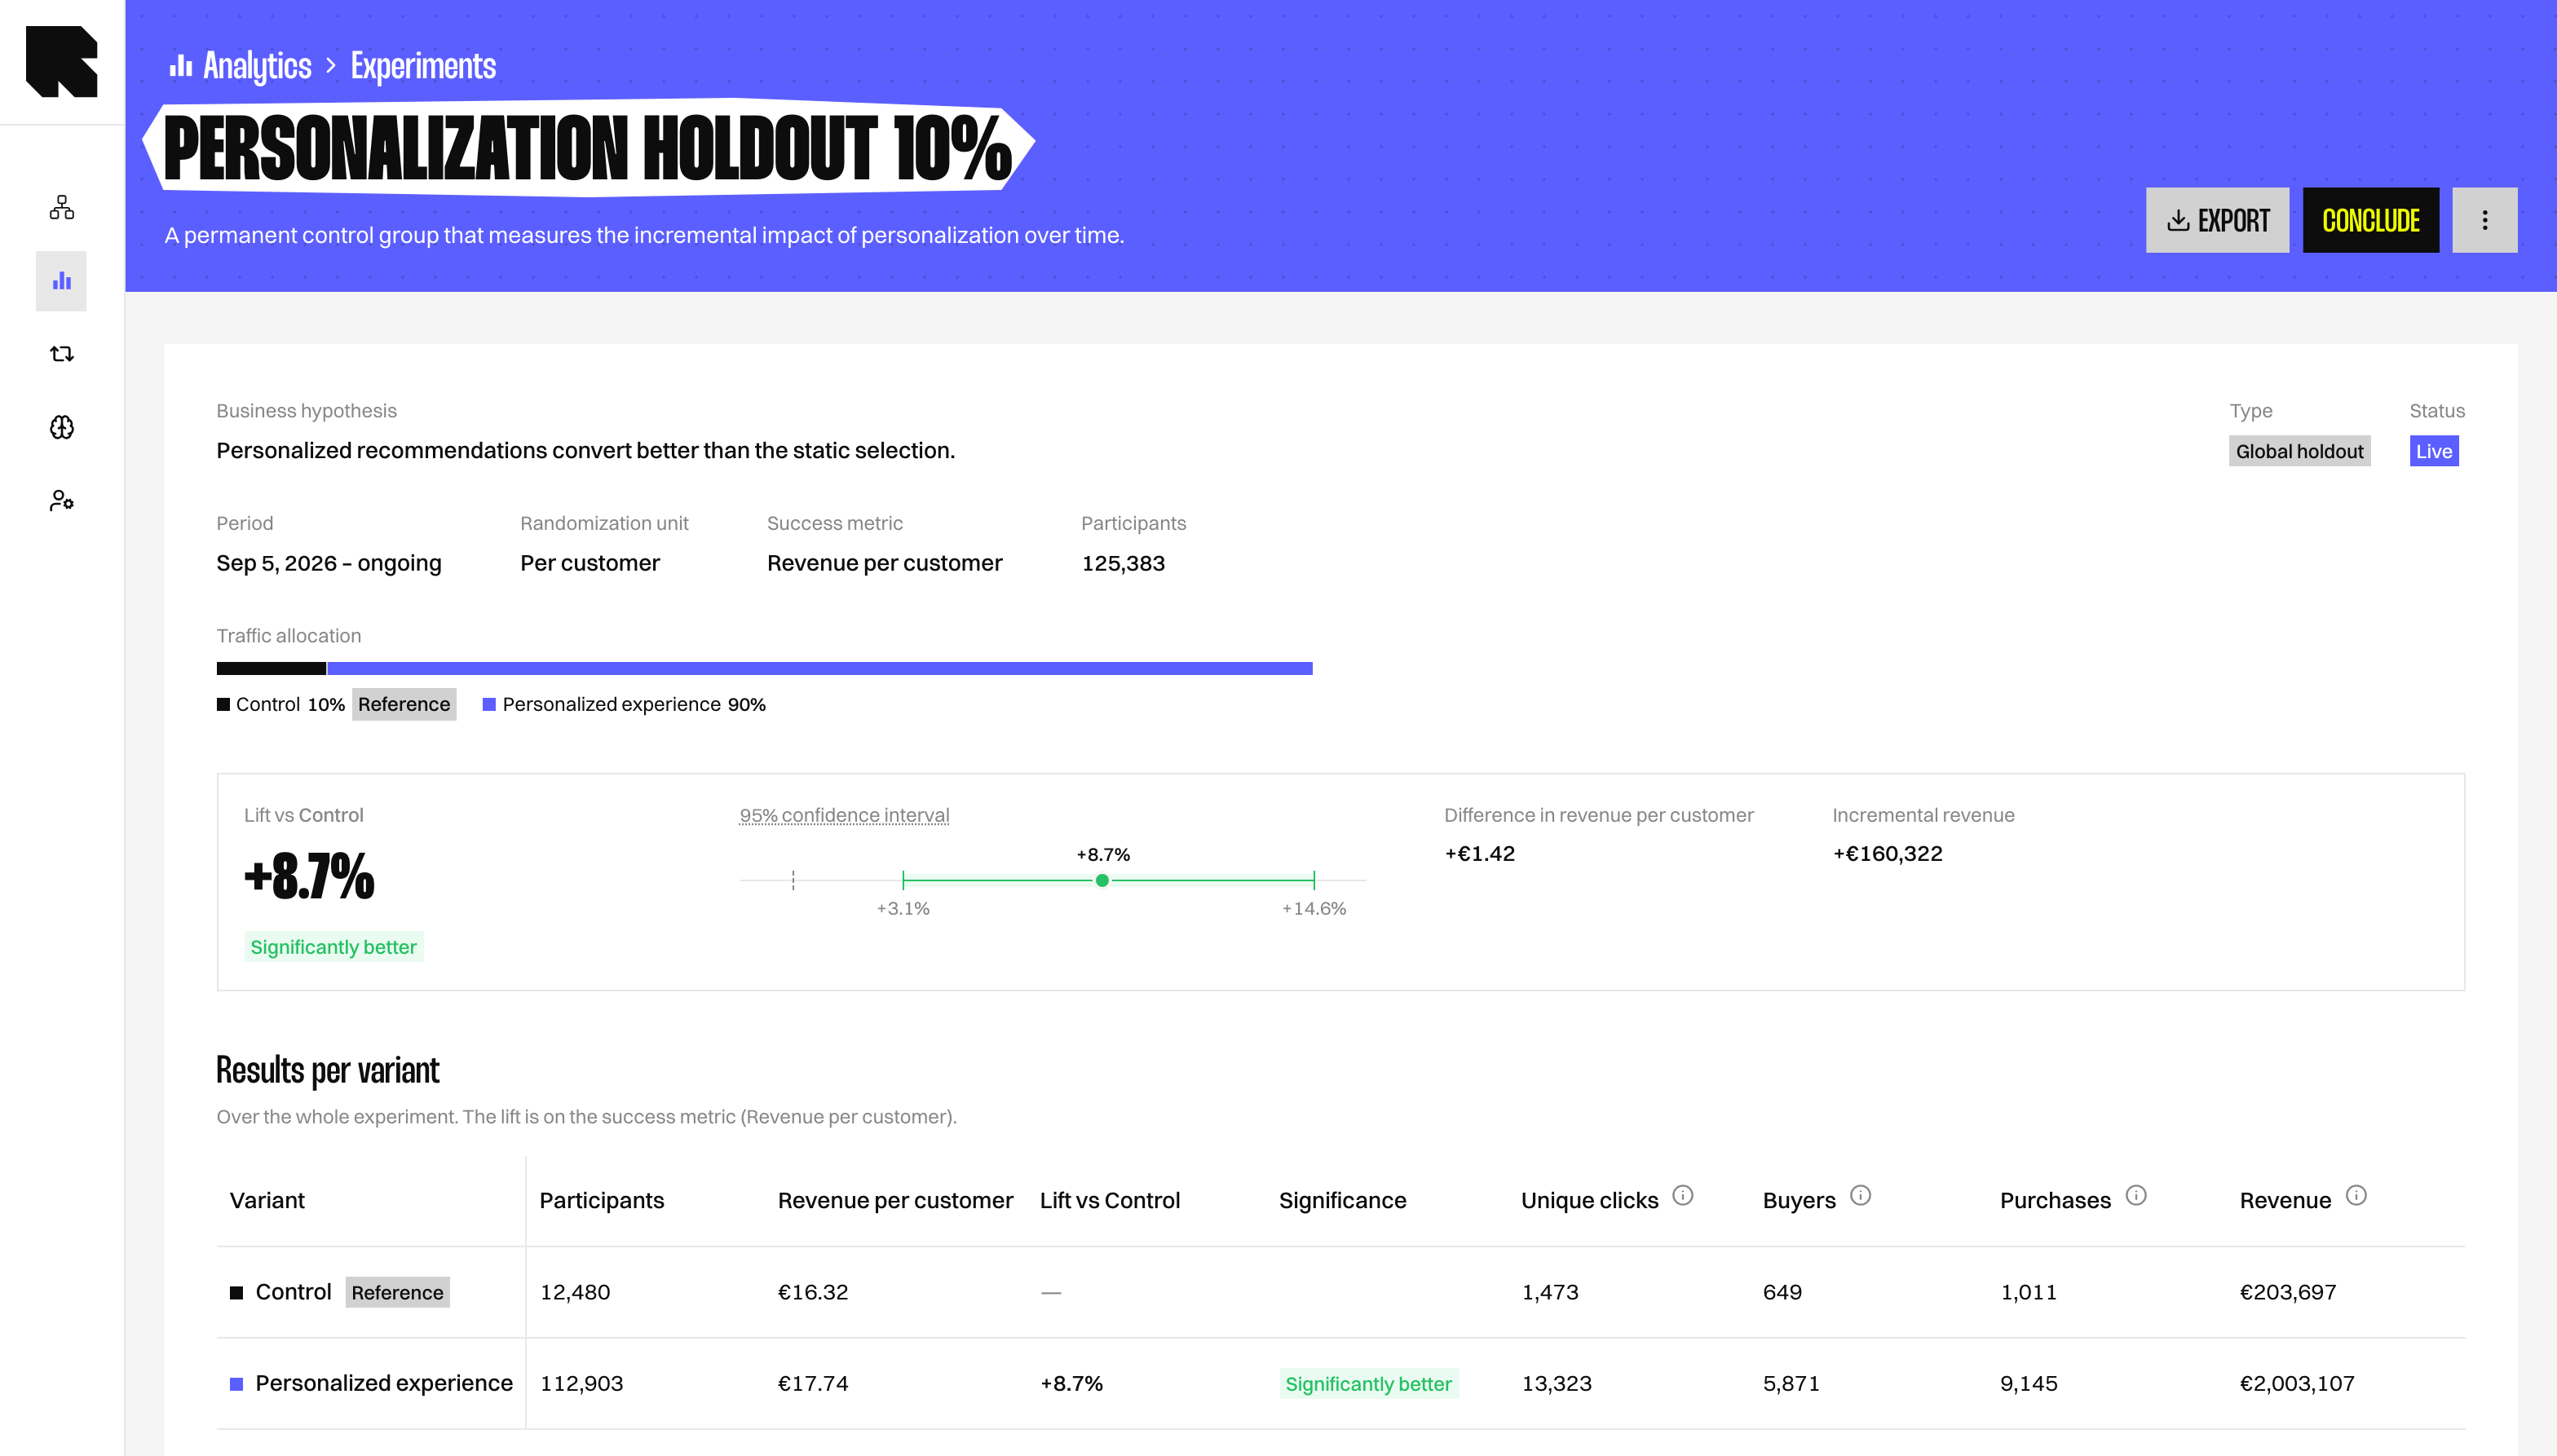 Analytics > Experiments
PERSONALIZATION HOLDOUT 10%
A permanent control group that measures the incremental impact of personalization over time.
EXPORT
CONCLUDE
Business hypothesis
Personalized recommendations convert better than the static selection.
Type
Global holdout
Status
Live
Period
Sep 5, 2026 – ongoing
Randomization unit
Per customer
Success metric
Revenue per customer
Participants
125,383
Traffic allocation
Control 10% Reference Personalized experience 90%
Lift vs Control
+8.7%
Significantly better
95% confidence interval
+8.7%
+3.1% +14.6%
Difference in revenue per customer
+€1.42
Incremental revenue
+€160,322
Results per variant
Over the whole experiment. The lift is on the success metric (Revenue per customer).
Variant Participants Revenue per customer Lift vs Control Significance Unique clicks Buyers Purchases Revenue
Control Reference 12,480 €16.32 — 1,473 649 1,011 €203,697
Personalized experience 112,903 €17.74 +8.7% Significantly better 13,323 5,871 9,145 €2,003,107